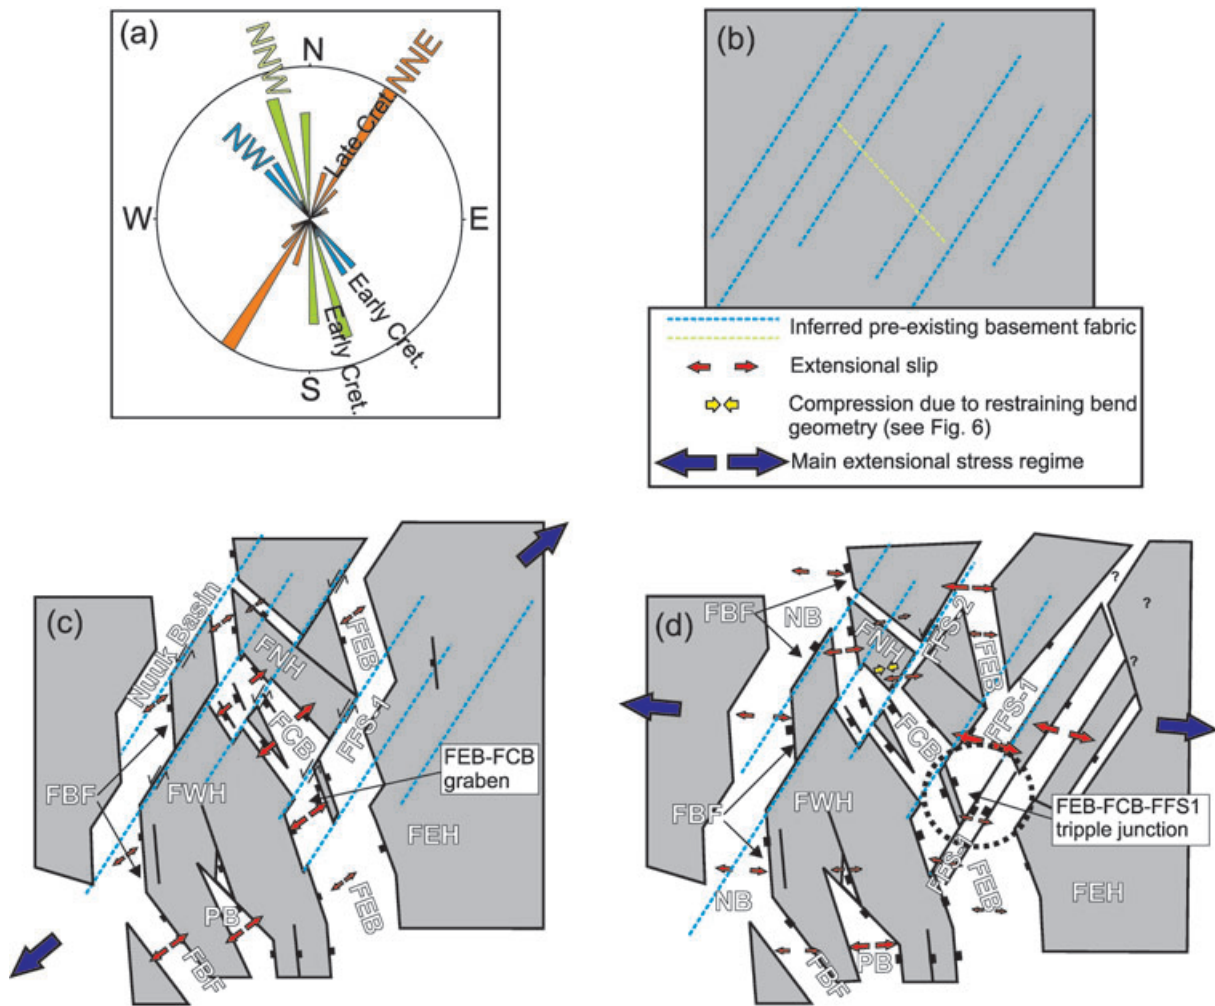 (a)
N
NNW
NNE
NW
Late Cret.
W
E
Early Cret.
Early Cret.
S
(b)
Inferred pre-existing basement fabric
Extensional slip
Compression due to restraining bend
geometry (see Fig. 6)
Main extensional stress regime
(c)
Nuuk Basin
FEB
FNH
FCB
FFS-1
FEB-FCB
graben
FBF
FWH
FEH
PB
FEB
FBF
(d)
FBF
NB
FFS-2
?
?
?
FNH
FEB
FFS-1
FCB
FBF
FWH
FEB-FCB-FFS1
tripple junction
FFS-1
FEB
FEH
NB
PB
FBF